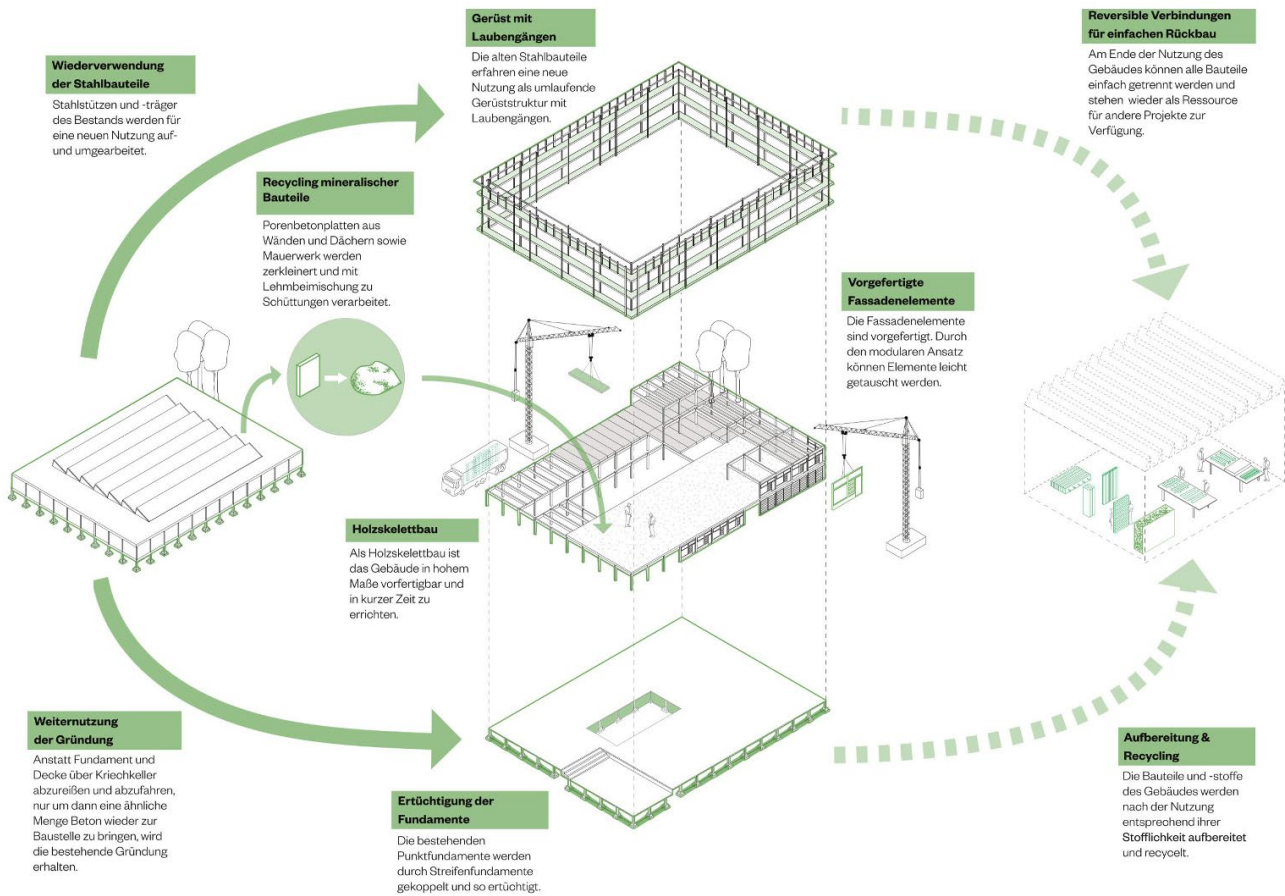 Wiederverwendung
der Stahlbauteile
Stahlstützen und -träger
des Bestands werden für
eine neuen Nutzung auf-
und umgearbeitet.
Gerüst mit
Laubengängen
Die alten Stahlbauteile
erfahren eine neue
Nutzung als umlaufende
Gerüststruktur mit
Laubengängen.
Reversible Verbindungen
für einfachen Rückbau
Am Ende der Nutzung des
Gebäudes können alle Bauteile
einfach getrennt werden und
stehen wieder als Ressource
für andere Projekte zur
Verfügung.
Recycling mineralischer
Bauteile
Porenbetonplatten aus
Wänden und Dächern sowie
Mauerwerk werden
zerkleinert und mit
Lehmbeimischung zu
Schüttungen verarbeitet.
Vorgefertigte
Fassadenelemente
Die Fassadenelemente
sind vorgefertigt. Durch
den modularen Ansatz
können Elemente leicht
getauscht werden.
Holzskelettbau
Als Holzskelettbau ist
das Gebäude in hohem
Maße vorfertigbar und
in kurzer Zeit zu
errichten.
Weiternutzung
der Gründung
Anstatt Fundament und
Decke über Kriechkeller
abzureißen und abzufahren,
nur um dann eine ähnliche
Menge Beton wieder zur
Baustelle zu bringen, wird
die bestehende Gründung
erhalten.
Ertüchtigung der
Fundamente
Die bestehenden
Punktfundamente werden
durch Streifenfundamente
gekoppelt und so ertüchtigt.
Aufbereitung &
Recycling
Die Bauteile und -stoffe
des Gebäudes werden
nach der Nutzung
entsprechend ihrer
Stofflichkeit aufbereitet
und recycelt.